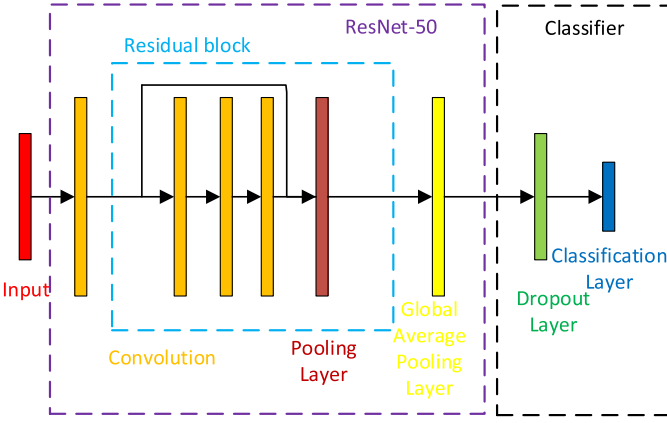 ResNet-50
Classifier
Residual block
Input
Convolution
Pooling
Layer
Global
Average
Pooling
Layer
Dropout
Layer
Classification
Layer